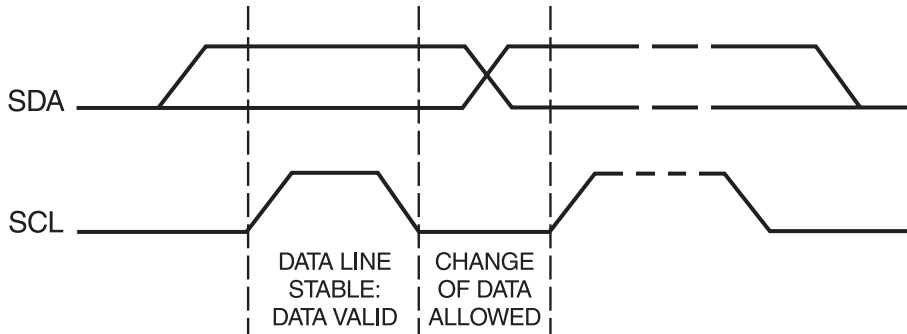 SDA
SCL
DATA LINE
STABLE:
DATA VALID
CHANGE
OF DATA
ALLOWED